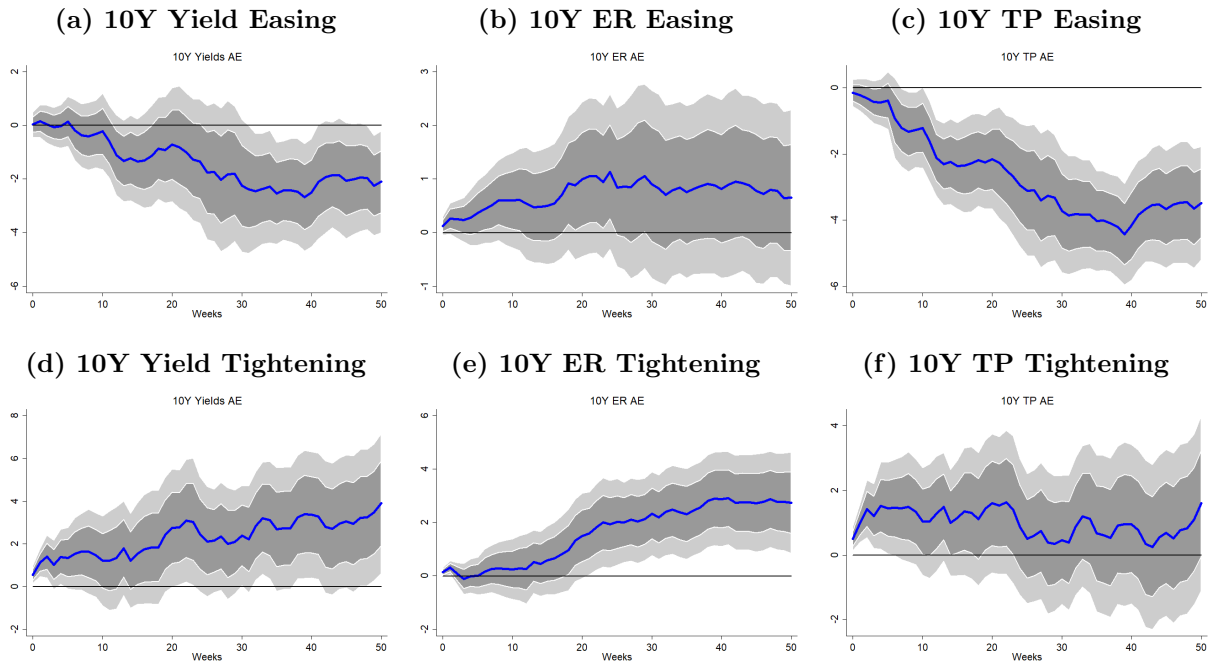 (a) 10Y Yield Easing
10Y Yields AE
2
0
-2
-4
-6
0 10 20 30 40 50
Weeks
(b) 10Y ER Easing
10Y ER AE
3
2
1
0
-1
0 10 20 30 40 50
Weeks
(c) 10Y TP Easing
10Y TP AE
0
-2
-4
-6
0 10 20 30 40 50
Weeks
(d) 10Y Yield Tightening
10Y Yields AE
8
6
4
2
0
-2
0 10 20 30 40 50
Weeks
(e) 10Y ER Tightening
10Y ER AE
6
4
2
0
-2
0 10 20 30 40 50
Weeks
(f) 10Y TP Tightening
10Y TP AE
4
2
0
-2
0 10 20 30 40 50
Weeks